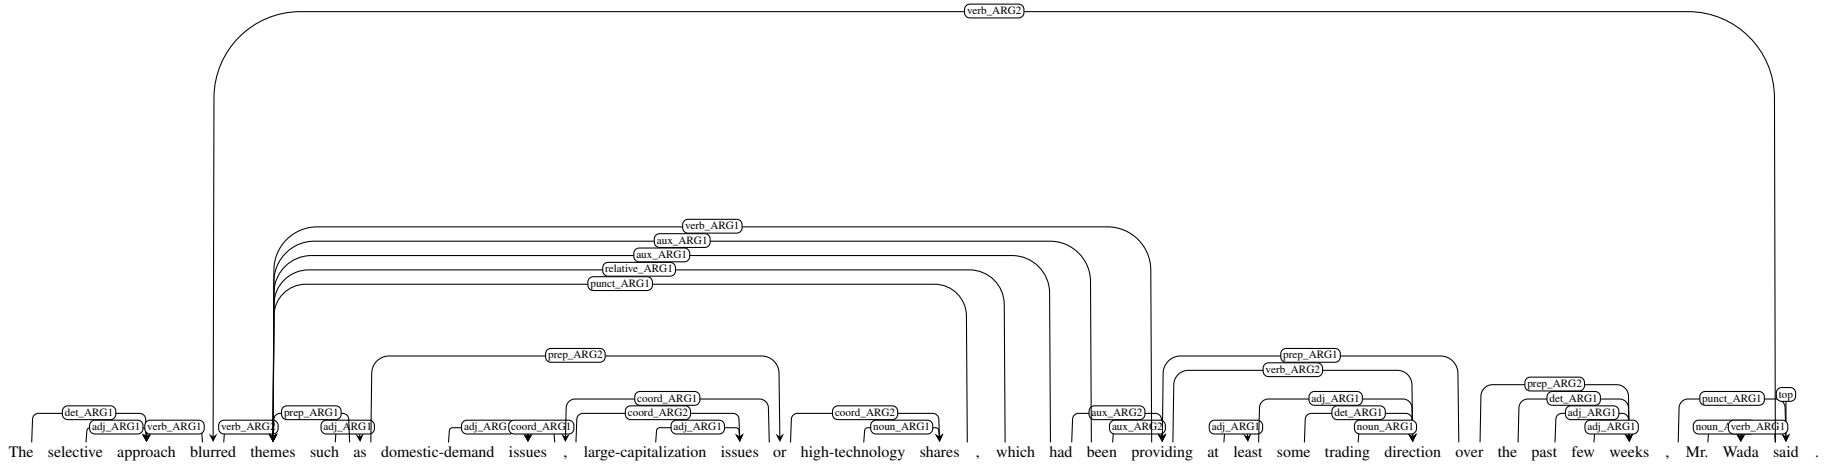 verb_ARG2
verb_ARG1
aux_ARG1
aux_ARG1
relative_ARG1
punct_ARG1
prep_ARG2 prep_ARG1
verb_ARG2
prep_ARG2
top
coord_ARG1 adj_ARG1 det_ARG1 punct_ARG1
det_ARG1 prep_ARG1 coord_ARG2 coord_ARG2 aux_ARG2 det_ARG1 adj_ARG1
adj_ARG1 verb_ARG1 verb_ARG2 adj_ARG1 coord_ARG1 adj_ARG1 noun_ARG1 aux_ARG2 adj_ARG1 noun_ARG1 adj_ARG1 verb_ARG1
The selective approach blurred themes such as domestic-demand issues , large-capitalization issues or high-technology shares , which had been providing at least some trading direction over the past few weeks , Mr. Wada said .